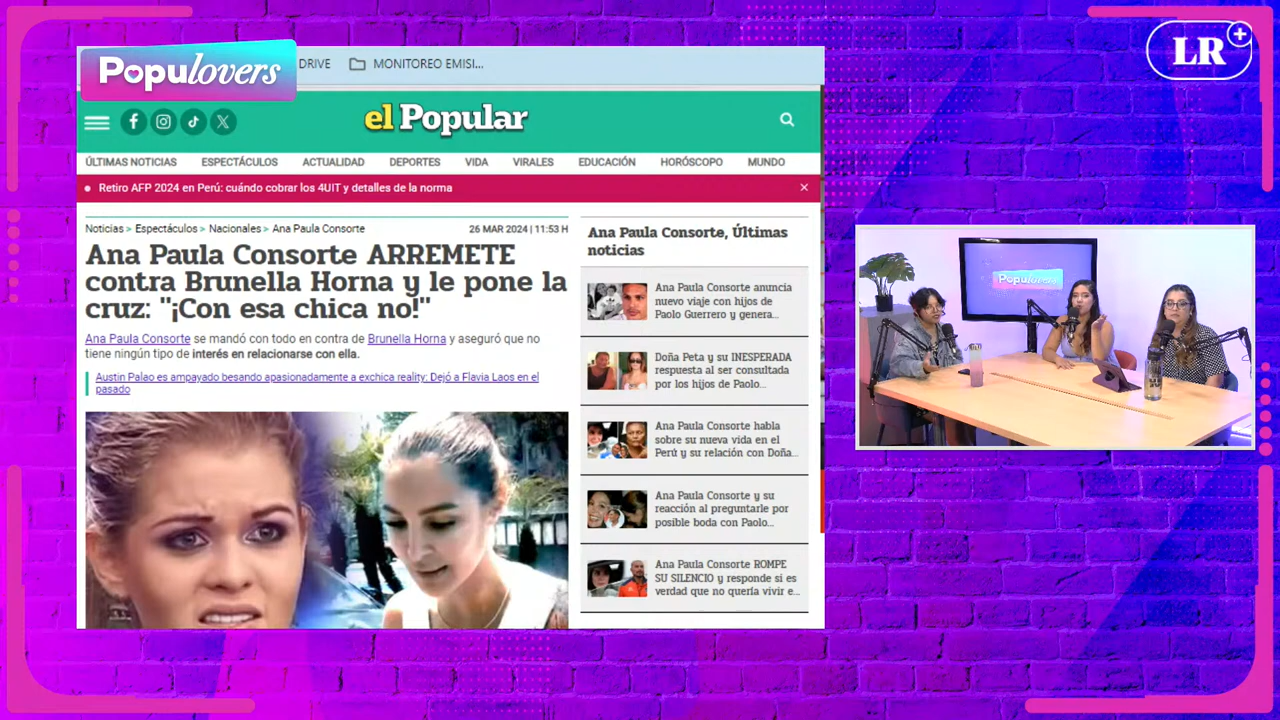 Populovers
DRIVE
MONITOREO EMISI...
LR+
el Popular
ÚLTIMAS NOTICIAS ESPECTÁCULOS ACTUALIDAD DEPORTES VIDA VIRALES EDUCACIÓN HORÓSCOPO MUNDO
Retiro AFP 2024 en Perú: cuándo cobrar los 4UIT y detalles de la norma
Noticias > Espectáculos > Nacionales > Ana Paula Consorte
26 MAR 2024 | 11:53 H
Ana Paula Consorte ARREMETE
contra Brunella Horna y le pone la
cruz: "¡Con esa chica no!"
Ana Paula Consorte se mandó con todo en contra de Brunella Horna y aseguró que no
tiene ningún tipo de interés en relacionarse con ella.
Austin Palao es ampayado besando apasionadamente a exchica reality: Dejó a Flavia Laos en el
pasado
Ana Paula Consorte, Últimas
noticias
Ana Paula Consorte anuncia
nuevo viaje con hijos de
Paolo Guerrero y genera...
Doña Peta y su INESPERADA
respuesta al ser consultada
por los hijos de Paolo...
Ana Paula Consorte habla
sobre su nueva vida en el
Perú y su relación con Doña...
Ana Paula Consorte y su
reacción al preguntarle por
posible boda con Paolo...
Ana Paula Consorte ROMPE
SU SILENCIO y responde si es
verdad que no quería vivir e...
Populovers